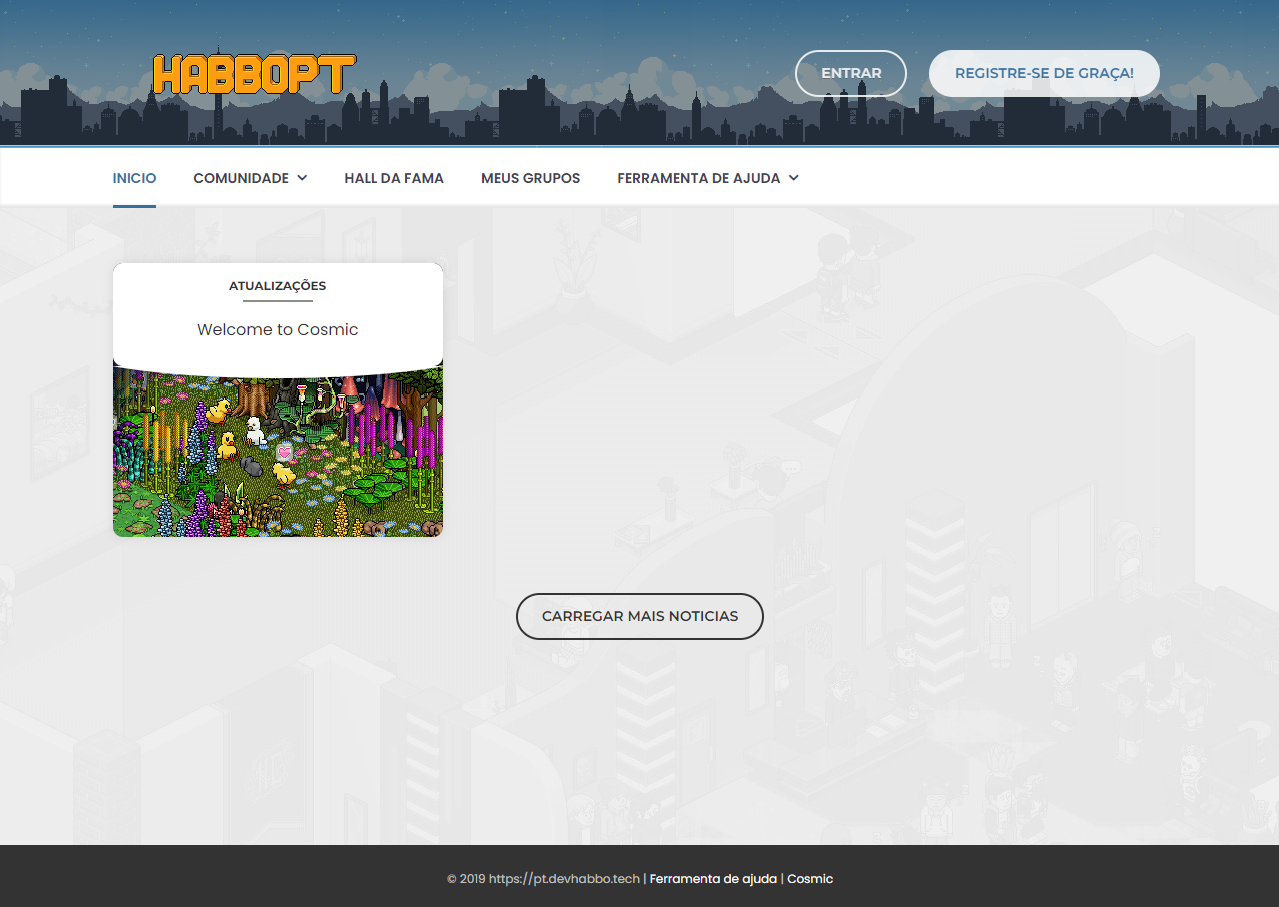 HABBOPT
ENTRAR
REGISTRE-SE DE GRAÇA!
INICIO
COMUNIDADE
HALL DA FAMA
MEUS GRUPOS
FERRAMENTA DE AJUDA
ATUALIZAÇÕES
Welcome to Cosmic
CARREGAR MAIS NOTICIAS
© 2019 https://pt.devhabbo.tech | Ferramenta de ajuda | Cosmic